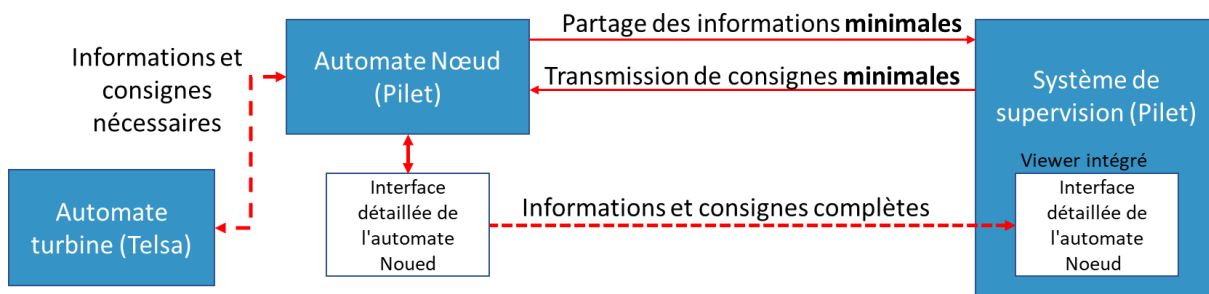 Partage des informations minimales
Informations et
consignes
nécessaires
Automate Nœud
(Pilet)
Transmission de consignes minimales
Système de
supervision (Pilet)
Viewer intégré
Automate
turbine (Telsa)
Interface
détaillée de
l'automate
Noued
Informations et consignes complètes
Interface
détaillée de
l'automate
Noeud